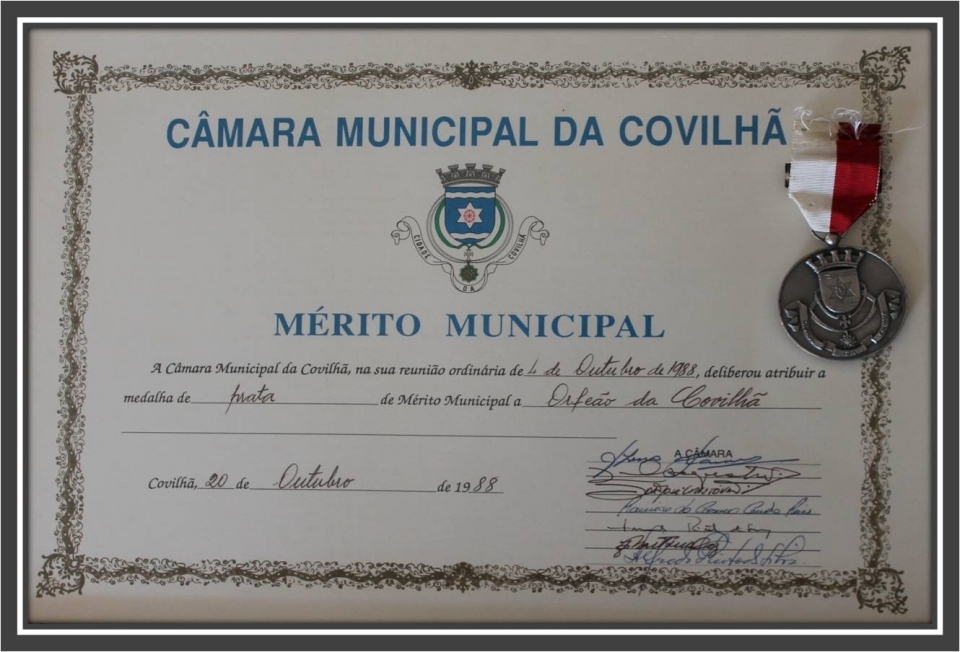 CÂMARA MUNICIPAL DA COVILHÃ
CIDADE DA COVILHÃ
MÉRITO MUNICIPAL
A Câmara Municipal da Covilhã, na sua reunião ordinária de 4 de Outubro de 1988, deliberou atribuir a
medalha de prata de Mérito Municipal a Orfeão da Covilhã
A CÂMARA
Covilhã, 20 de Outubro de 1988